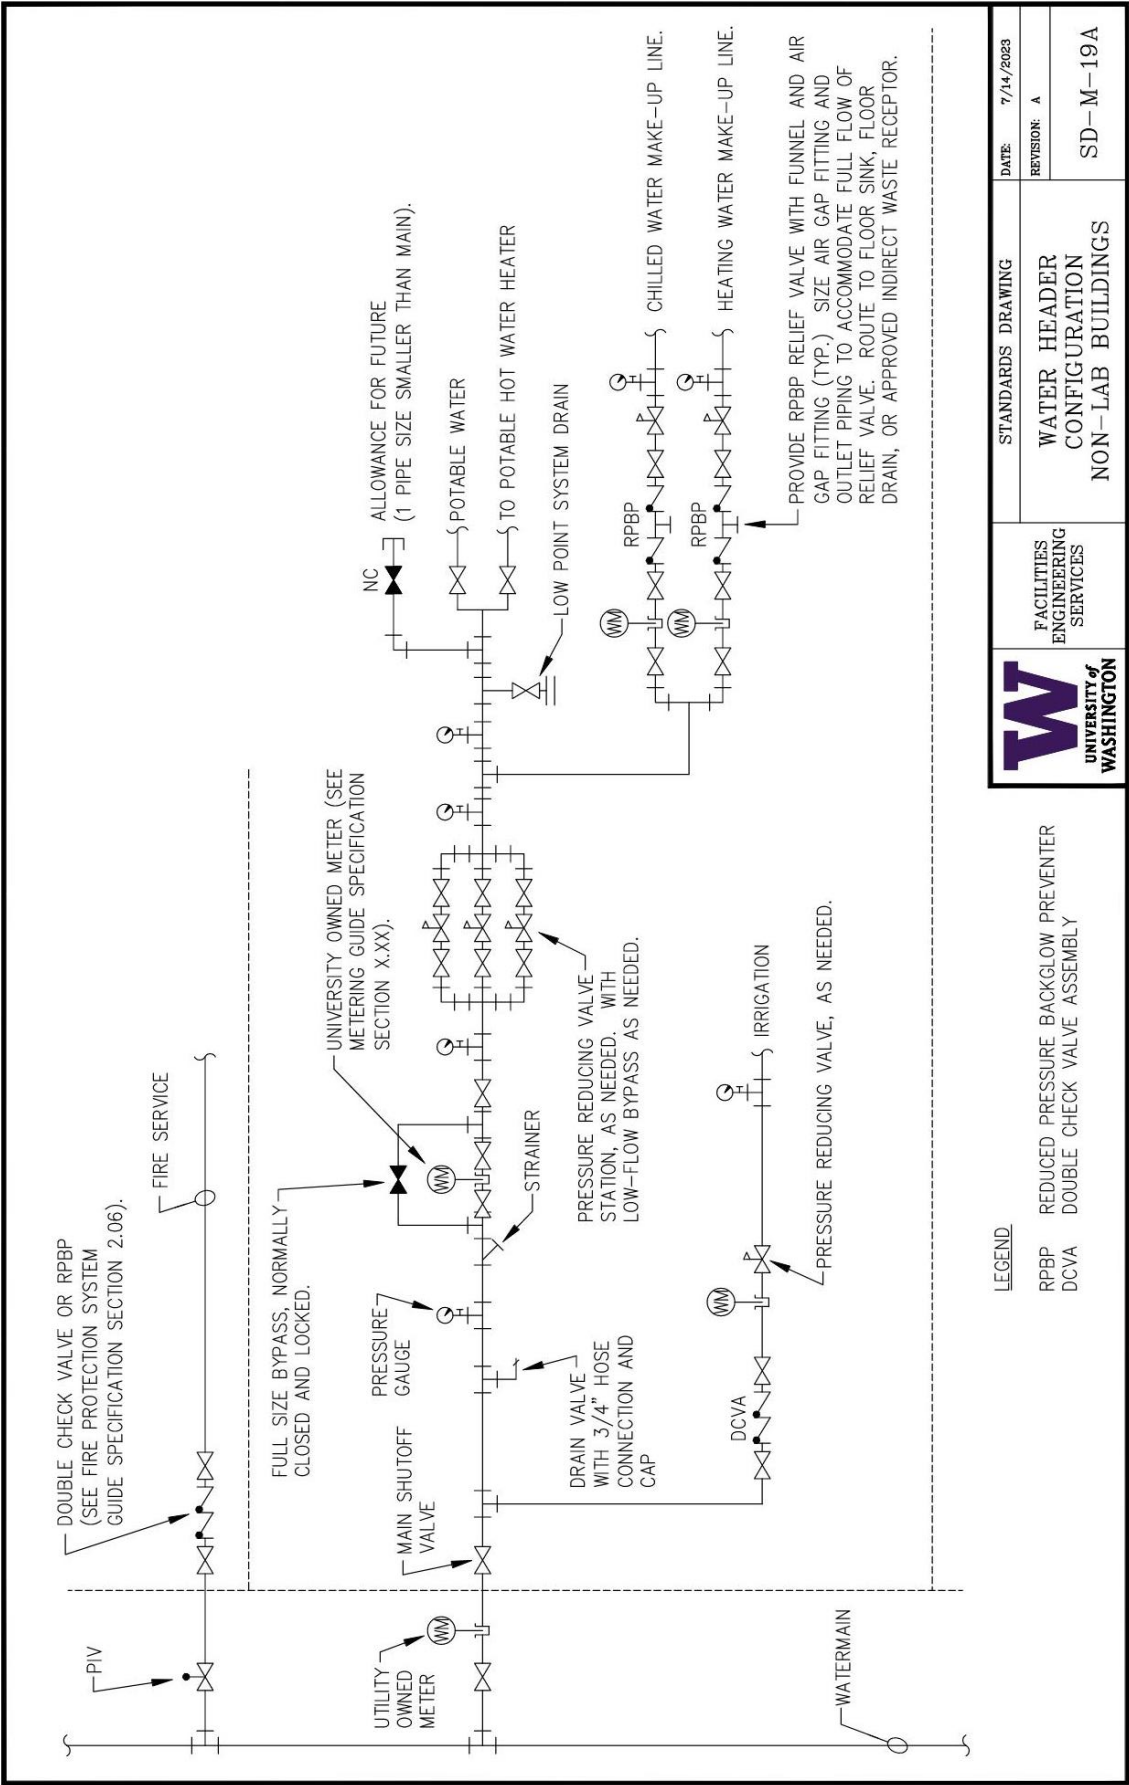 DOUBLE CHECK VALVE OR RPBP
(SEE FIRE PROTECTION SYSTEM
GUIDE SPECIFICATION SECTION 2.06).
FIRE SERVICE
PIV
FULL SIZE BYPASS, NORMALLY
CLOSED AND LOCKED.
UNIVERSITY OWNED METER (SEE
METERING GUIDE SPECIFICATION
SECTION X.XX).
NC
ALLOWANCE FOR FUTURE
(1 PIPE SIZE SMALLER THAN MAIN).
UTILITY
OWNED
METER
WM
MAIN SHUTOFF
VALVE
PRESSURE
GAUGE
WM
POTABLE WATER
TO POTABLE HOT WATER HEATER
DRAIN VALVE
WITH 3/4" HOSE
CONNECTION AND
CAP
STRAINER
PRESSURE REDUCING VALVE
STATION, AS NEEDED. WITH
LOW-FLOW BYPASS AS NEEDED.
LOW POINT SYSTEM DRAIN
WM
RPBP
CHILLED WATER MAKE-UP LINE.
WM
RPBP
HEATING WATER MAKE-UP LINE.
DCVA
WM
IRRIGATION
PRESSURE REDUCING VALVE, AS NEEDED.
PROVIDE RPBP RELIEF VALVE WITH FUNNEL AND AIR
GAP FITTING (TYP.) SIZE AIR GAP FITTING AND
OUTLET PIPING TO ACCOMMODATE FULL FLOW OF
RELIEF VALVE. ROUTE TO FLOOR SINK, FLOOR
DRAIN, OR APPROVED INDIRECT WASTE RECEPTOR.
WATERMAIN
LEGEND
RPBP REDUCED PRESSURE BACKGLOW PREVENTER
DCVA DOUBLE CHECK VALVE ASSEMBLY
W
UNIVERSITY of
WASHINGTON
FACILITIES
ENGINEERING
SERVICES
STANDARDS DRAWING
WATER HEADER
CONFIGURATION
NON-LAB BUILDINGS
DATE: 7/14/2023
REVISION: A
SD-M-19A